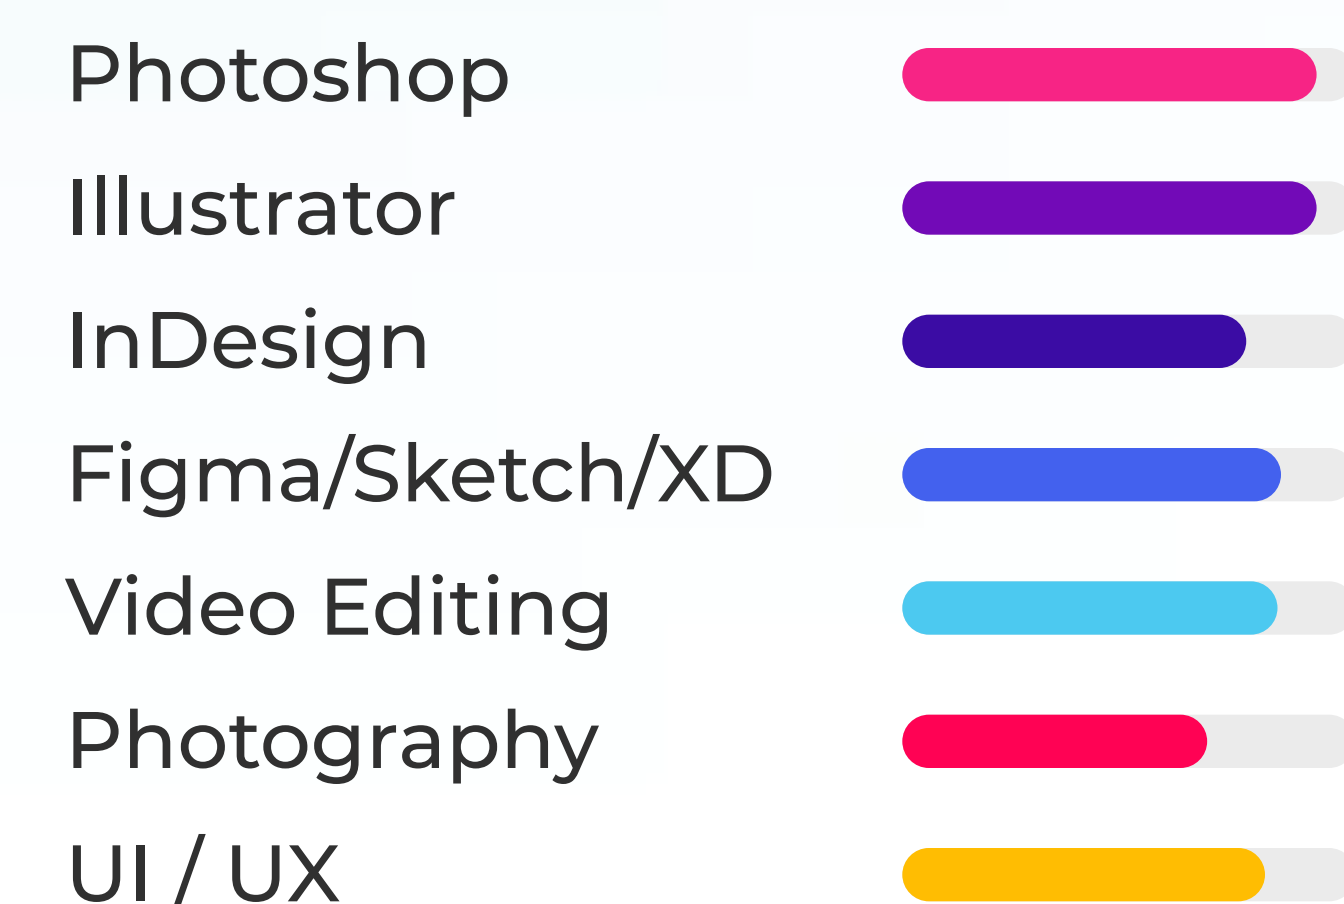 Photoshop
Illustrator
InDesign
Figma/Sketch/XD
Video Editing
Photography
UI / UX